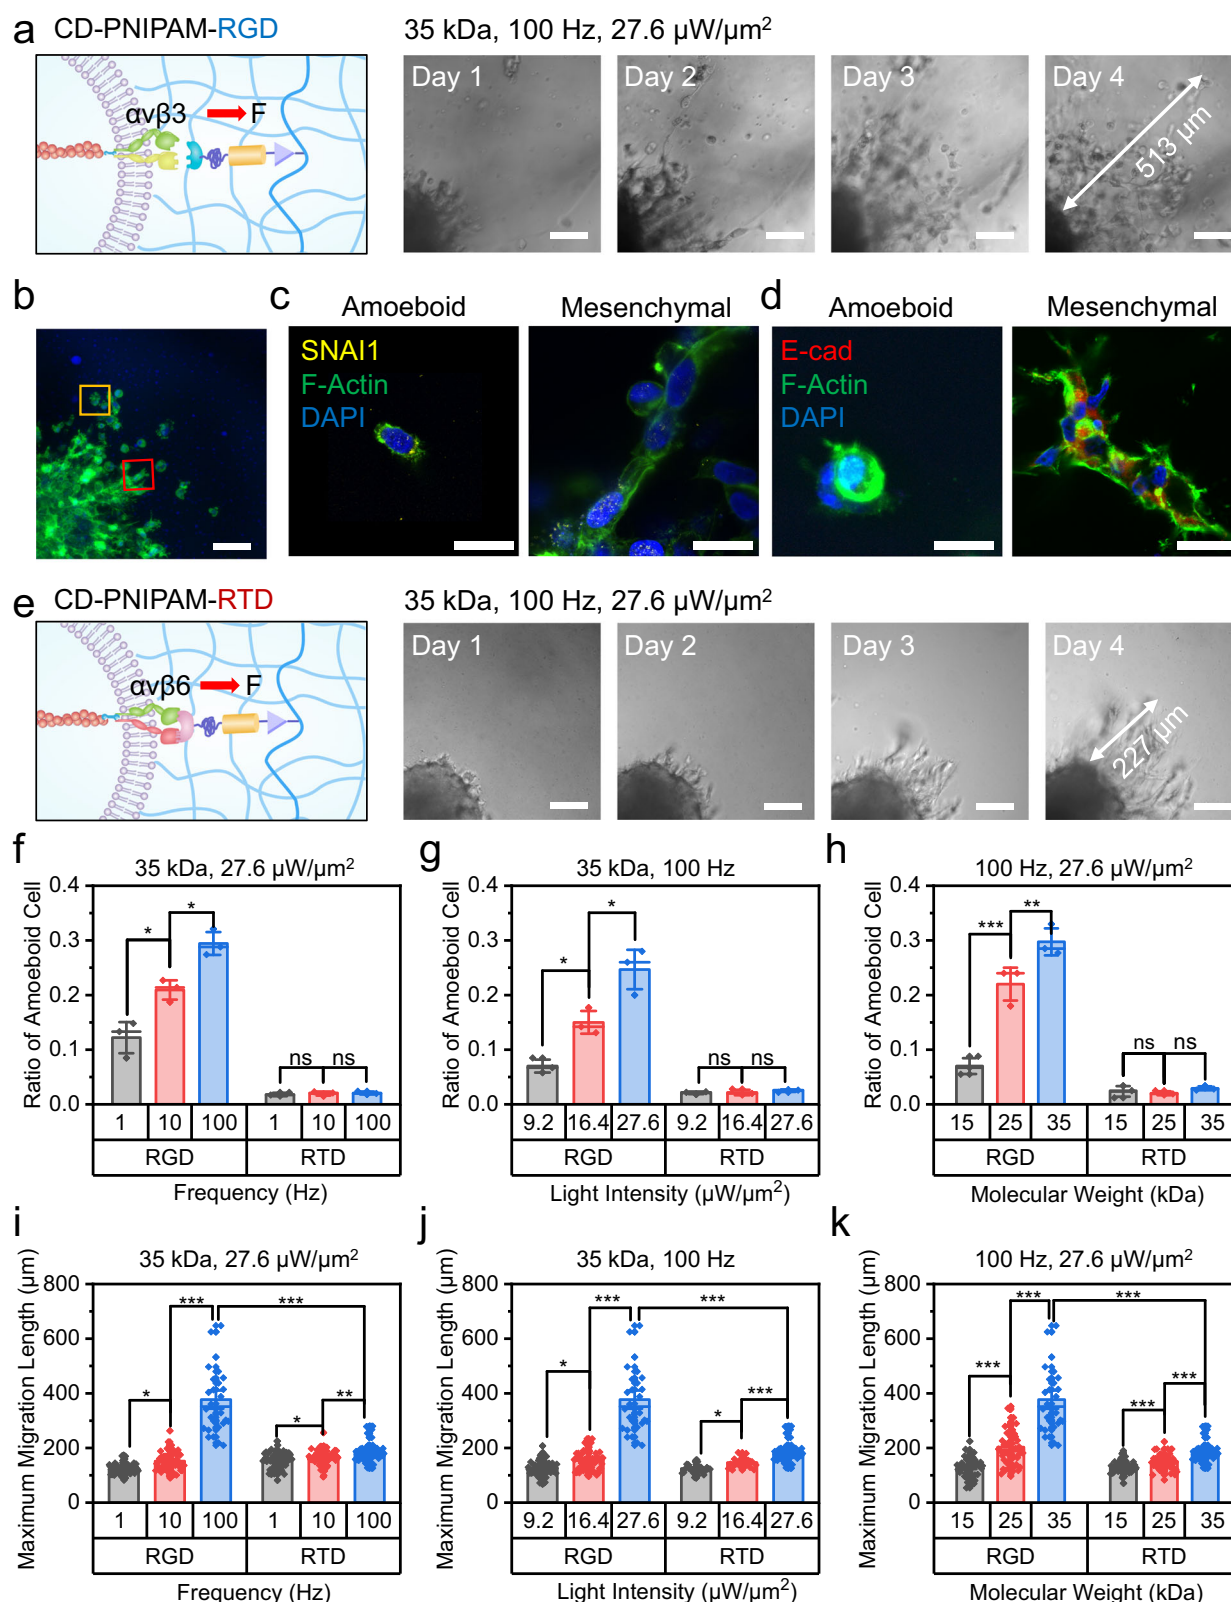 a CD-PNIPAM-RGD 35 kDa, 100 Hz, 27.6 µW/µm²
αvβ3 F
Day 1 Day 2 Day 3 Day 4
513 µm
b c d
Amoeboid Mesenchymal Amoeboid Mesenchymal
SNAI1
F-Actin
DAPI
E-cad
F-Actin
DAPI
e CD-PNIPAM-RTD 35 kDa, 100 Hz, 27.6 µW/µm²
αvβ6 F
Day 1 Day 2 Day 3 Day 4
227 µm
f
35 kDa, 27.6 µW/µm²
Ratio of Amoeboid Cell
0.4
0.3
0.2
0.1
0.0
* * ns ns
1 10 100 1 10 100
RGD RTD
Frequency (Hz)
g
35 kDa, 100 Hz
Ratio of Amoeboid Cell
0.4
0.3
0.2
0.1
0.0
* * ns ns
9.2 16.4 27.6 9.2 16.4 27.6
RGD RTD
Light Intensity (µW/µm²)
h
100 Hz, 27.6 µW/µm²
Ratio of Amoeboid Cell
0.4
0.3
0.2
0.1
0.0
*** ** ns ns
15 25 35 15 25 35
RGD RTD
Molecular Weight (kDa)
i
35 kDa, 27.6 µW/µm²
Maximum Migration Length (µm)
800
600
400
200
0
* *** *** * **
1 10 100 1 10 100
RGD RTD
Frequency (Hz)
j
35 kDa, 100 Hz
Maximum Migration Length (µm)
800
600
400
200
0
* *** *** * ***
9.2 16.4 27.6 9.2 16.4 27.6
RGD RTD
Light Intensity (µW/µm²)
k
100 Hz, 27.6 µW/µm²
Maximum Migration Length (µm)
800
600
400
200
0
*** *** *** *** ***
15 25 35 15 25 35
RGD RTD
Molecular Weight (kDa)